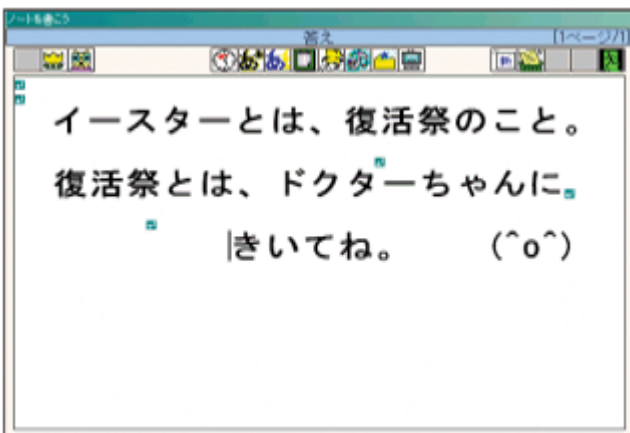 ノートを書こう
答え [1ページ/1]
イースターとは、復活祭のこと。
復活祭とは、ドクターちゃんに
きいてね。 (^o^)